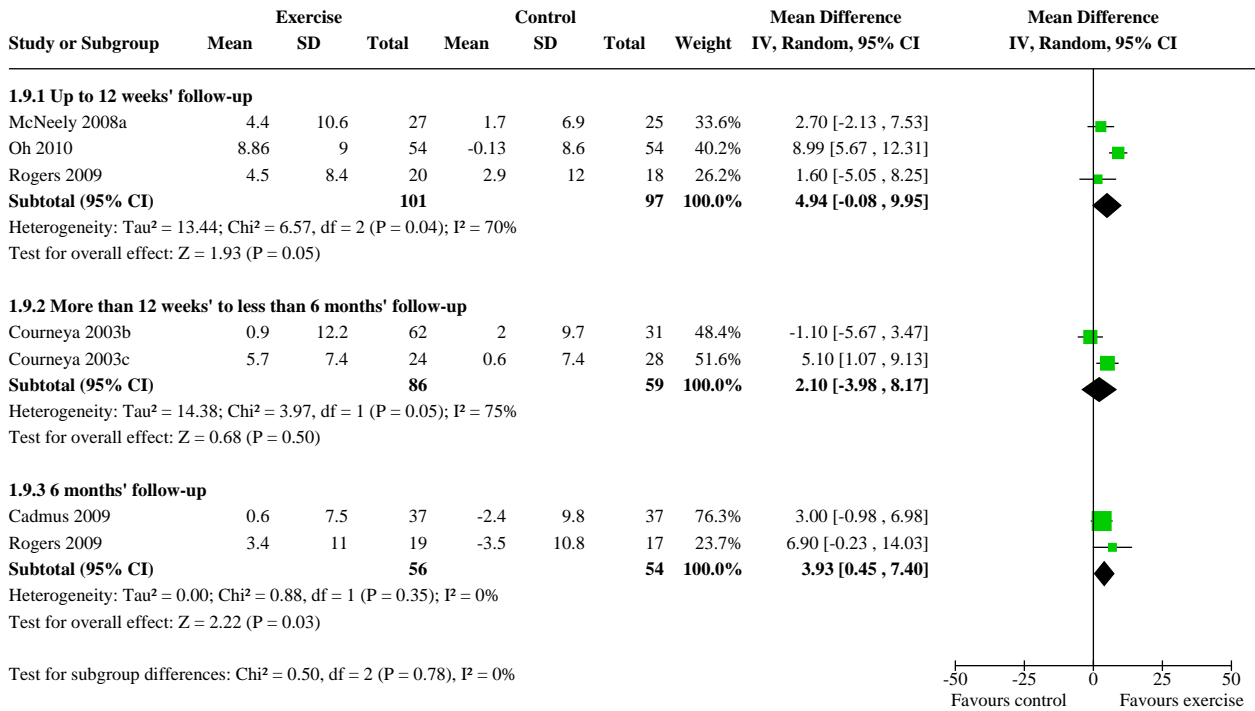 Exercise Control Mean Difference Mean Difference
Study or Subgroup Mean SD Total Mean SD Total Weight IV, Random, 95% CI IV, Random, 95% CI
1.9.1 Up to 12 weeks' follow-up
McNeely 2008a 4.4 10.6 27 1.7 6.9 25 33.6% 2.70 [-2.13 , 7.53]
Oh 2010 8.86 9 54 -0.13 8.6 54 40.2% 8.99 [5.67 , 12.31]
Rogers 2009 4.5 8.4 20 2.9 12 18 26.2% 1.60 [-5.05 , 8.25]
Subtotal (95% CI) 101 97 100.0% 4.94 [-0.08 , 9.95]
Heterogeneity: Tau² = 13.44; Chi² = 6.57, df = 2 (P = 0.04); I² = 70%
Test for overall effect: Z = 1.93 (P = 0.05)
1.9.2 More than 12 weeks' to less than 6 months' follow-up
Courneya 2003b 0.9 12.2 62 2 9.7 31 48.4% -1.10 [-5.67 , 3.47]
Courneya 2003c 5.7 7.4 24 0.6 7.4 28 51.6% 5.10 [1.07 , 9.13]
Subtotal (95% CI) 86 59 100.0% 2.10 [-3.98 , 8.17]
Heterogeneity: Tau² = 14.38; Chi² = 3.97, df = 1 (P = 0.05); I² = 75%
Test for overall effect: Z = 0.68 (P = 0.50)
1.9.3 6 months' follow-up
Cadmus 2009 0.6 7.5 37 -2.4 9.8 37 76.3% 3.00 [-0.98 , 6.98]
Rogers 2009 3.4 11 19 -3.5 10.8 17 23.7% 6.90 [-0.23 , 14.03]
Subtotal (95% CI) 56 54 100.0% 3.93 [0.45 , 7.40]
Heterogeneity: Tau² = 0.00; Chi² = 0.88, df = 1 (P = 0.35); I² = 0%
Test for overall effect: Z = 2.22 (P = 0.03)
Test for subgroup differences: Chi² = 0.50, df = 2 (P = 0.78), I² = 0%
-50 -25 0 25 50
Favours control Favours exercise